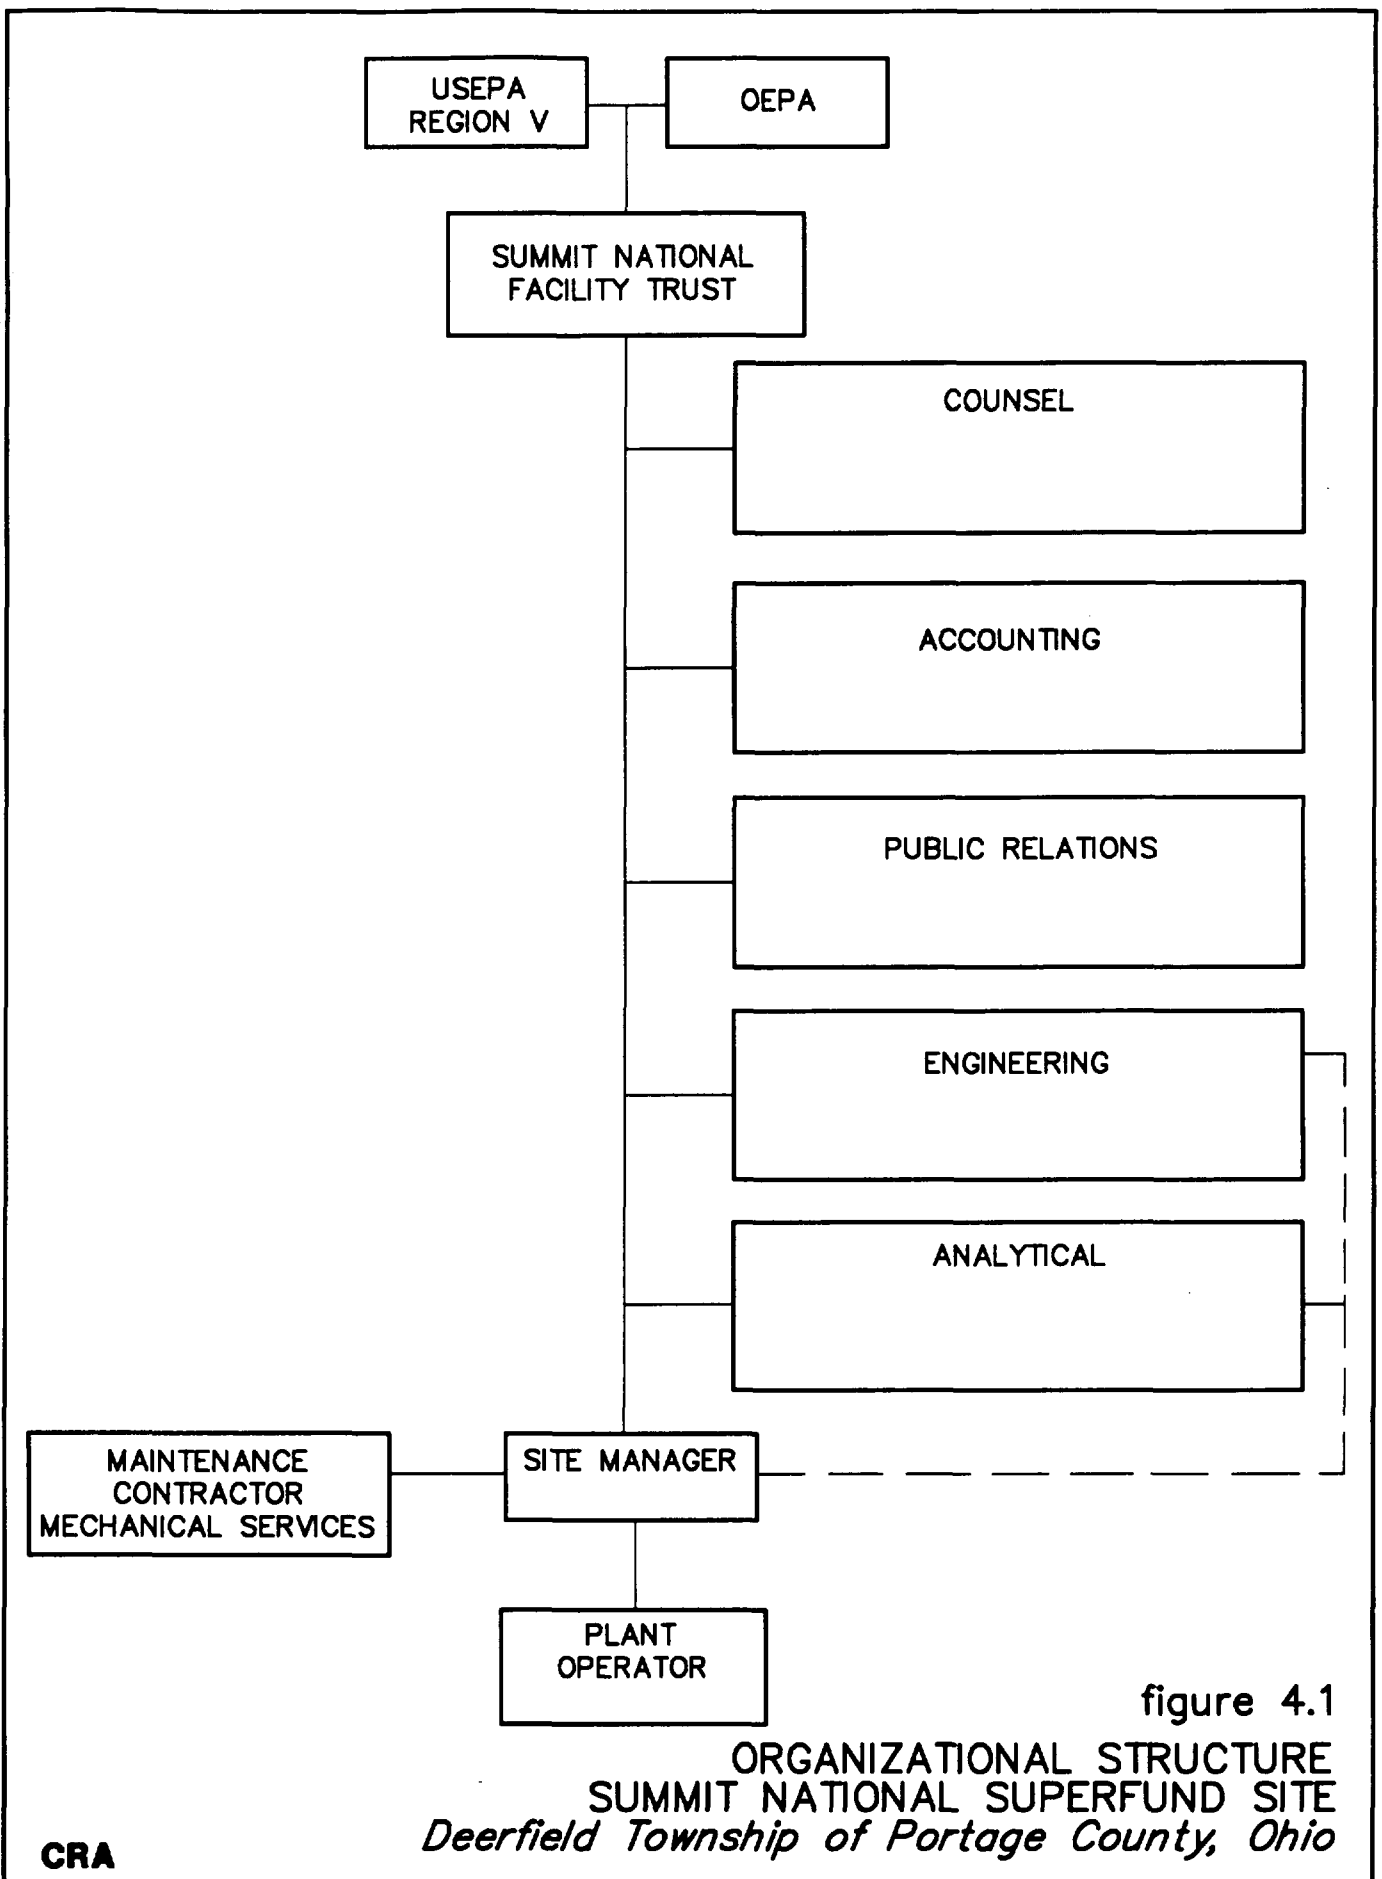 USEPA
REGION V
OEPA
SUMMIT NATIONAL
FACILITY TRUST
COUNSEL
ACCOUNTING
PUBLIC RELATIONS
ENGINEERING
ANALYTICAL
MAINTENANCE
CONTRACTOR
MECHANICAL SERVICES
SITE MANAGER
PLANT
OPERATOR
figure 4.1
ORGANIZATIONAL STRUCTURE
SUMMIT NATIONAL SUPERFUND SITE
Deerfield Township of Portage County, Ohio
CRA